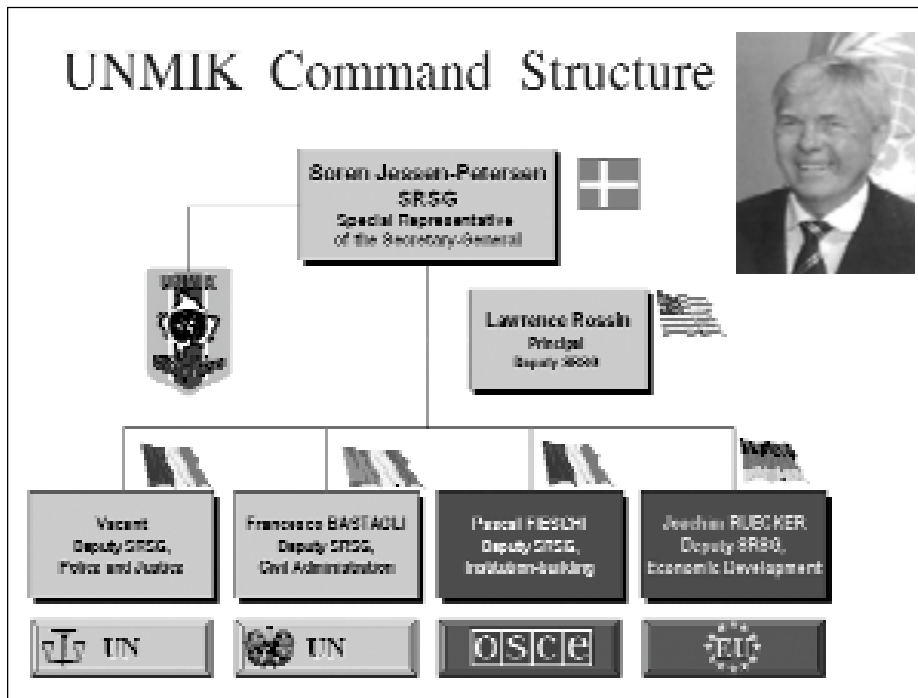 UNMIK Command Structure
Soren Jessen-Petersen
SRSG
Special Representative
of the Secretary-General
UNMIK
Lawrence Rossin
Principal
Deputy SRSG
Vacant
Deputy SRSG,
Police and Justice
Francesco BASTAGLI
Deputy SRSG,
Civil Administration
Pascal FIESCHI
Deputy SRSG,
Institution-building
Joachim RUECKER
Deputy SRSG,
Economic Development
UN
UN
osce
EU